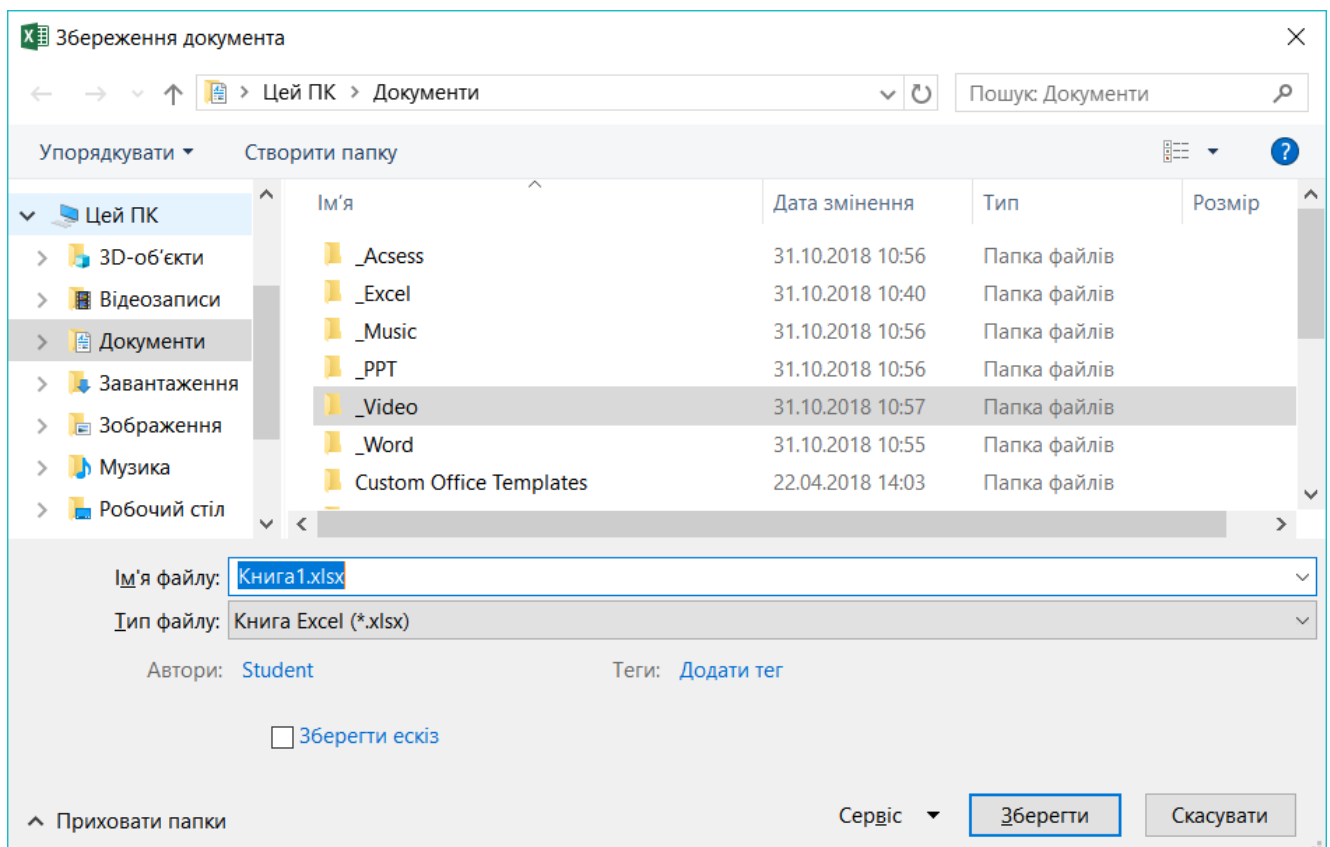 Збереження документа
Цей ПК > Документи
Пошук: Документи
Упорядкувати
Створити папку
?
Цей ПК
3D-об'єкти
Відеозаписи
Документи
Завантаження
Зображення
Музика
Робочий стіл
Ім'я Дата змінення Тип Розмір
_Acsess 31.10.2018 10:56 Папка файлів
_Excel 31.10.2018 10:40 Папка файлів
_Music 31.10.2018 10:56 Папка файлів
_PPT 31.10.2018 10:56 Папка файлів
_Video 31.10.2018 10:57 Папка файлів
_Word 31.10.2018 10:55 Папка файлів
Custom Office Templates 22.04.2018 14:03 Папка файлів
Ім'я файлу: Книга1.xlsx
Тип файлу: Книга Excel (*.xlsx)
Автори: Student Теги: Додати тег
Зберегти ескіз
Приховати папки Сервіс Зберегти Скасувати